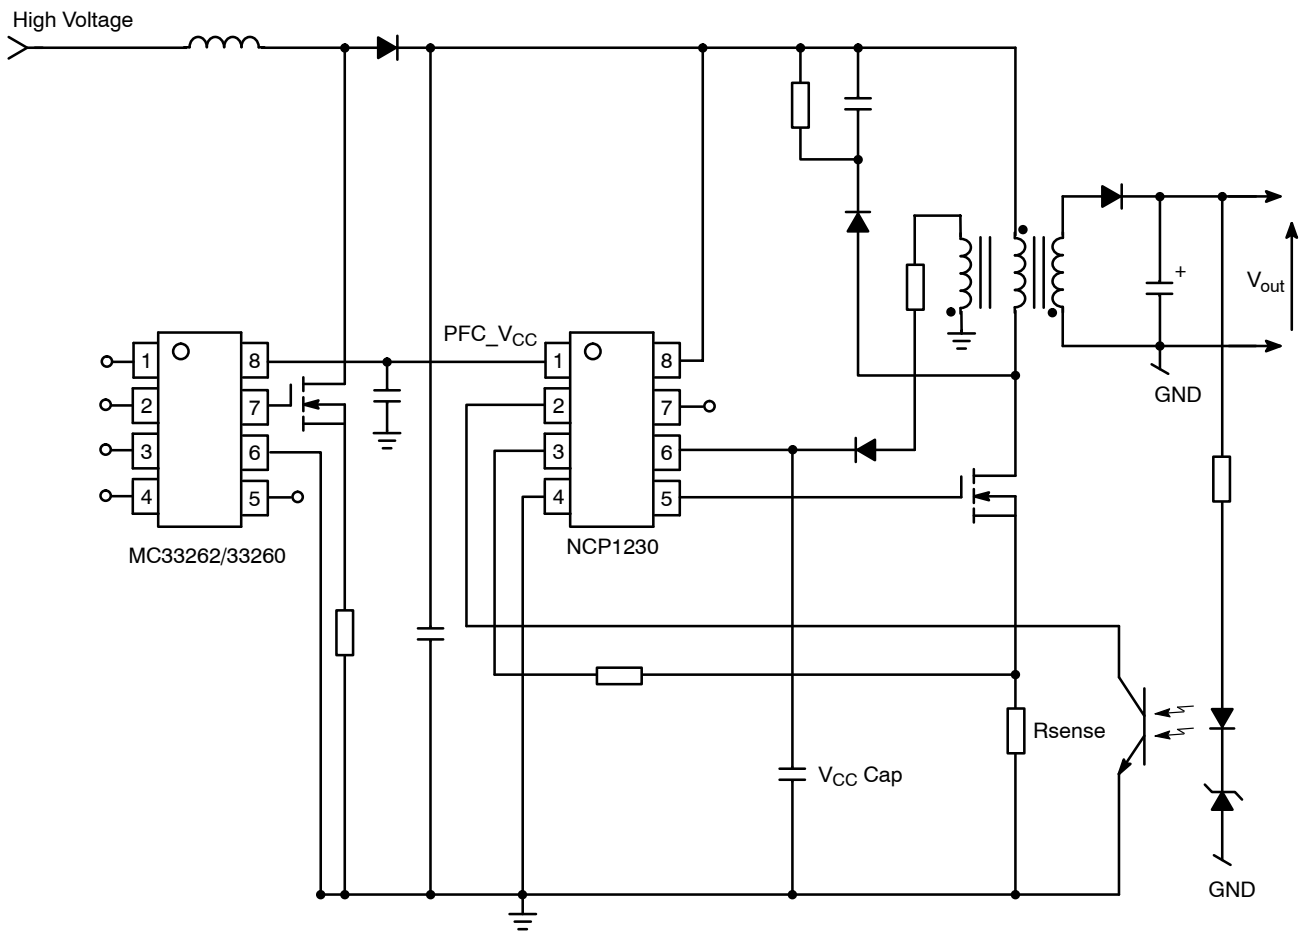 High Voltage
PFC_VCC
1
8
2
7
3
6
4
5
MC33262/33260
1
8
2
7
3
6
4
5
NCP1230
+
Vout
GND
Rsense
VCC Cap
GND